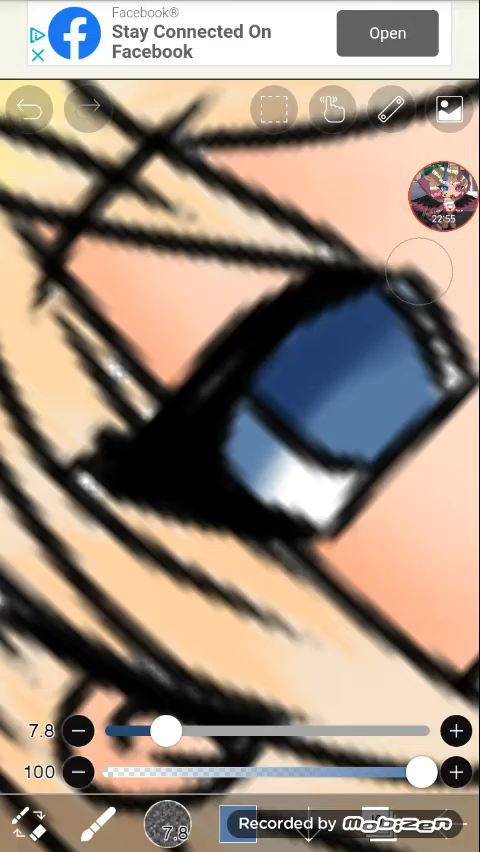 Facebook®
Stay Connected On
Facebook
Open
22:55
7.8
100
7.8
Recorded by mobizen